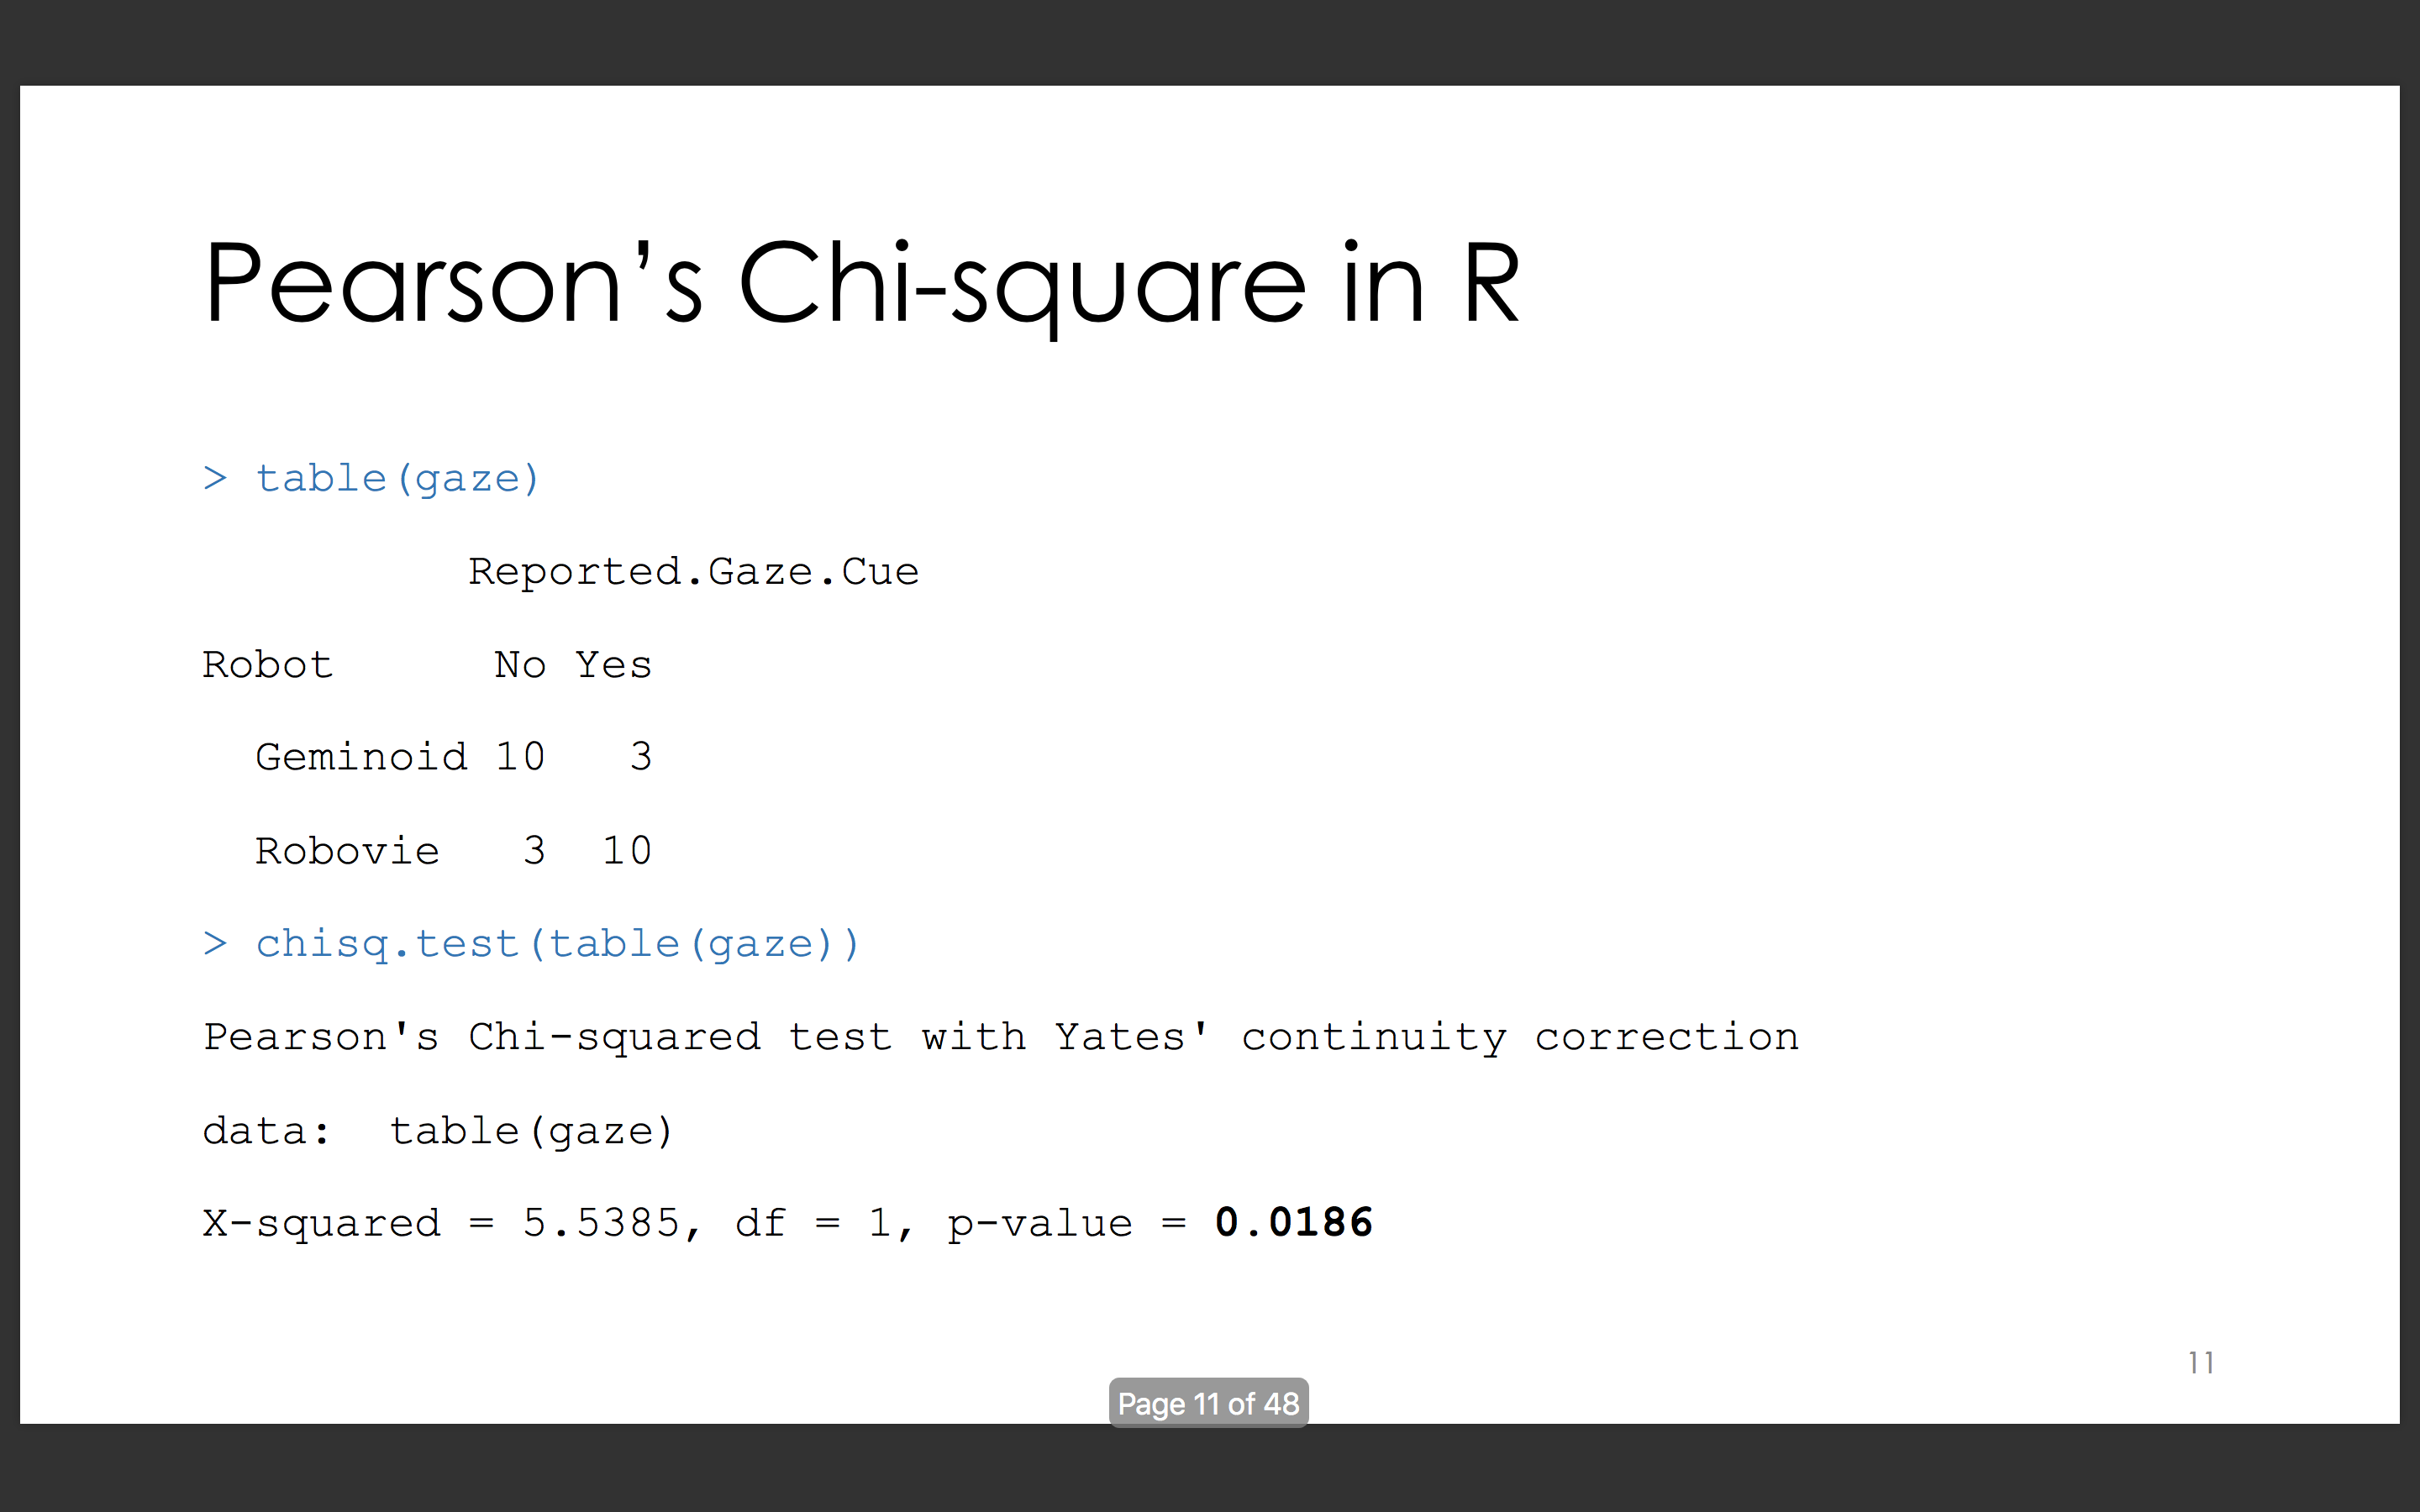 Pearson’s Chi-square in R
> table(gaze)
Reported.Gaze.Cue
Robot      No Yes
  Geminoid 10   3
  Robovie   3  10
> chisq.test(table(gaze))
Pearson's Chi-squared test with Yates' continuity correction
data:  table(gaze)
X-squared = 5.5385, df = 1, p-value = 0.0186
11
Page 11 of 48